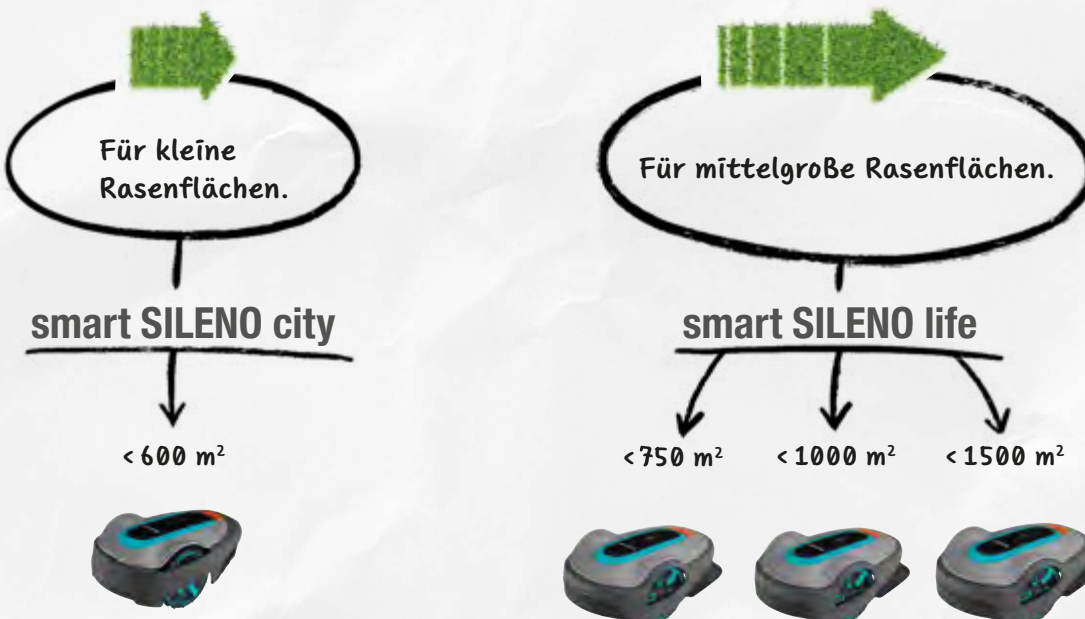 Für kleine
Rasenflächen.
smart SILENO city
< 600 m²
Für mittelgroße Rasenflächen.
smart SILENO life
< 750 m²
< 1000 m²
< 1500 m²